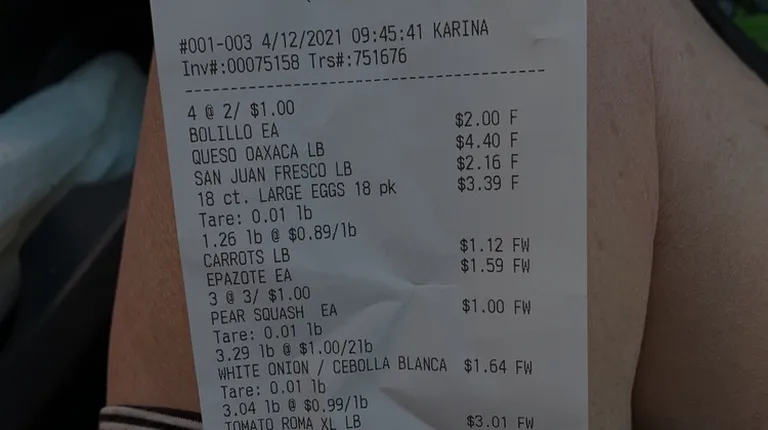 #001-003 4/12/2021 09:45:41 KARINA
Inv#:00075158 Trs#:751676
--------------------------------------------
4 @ 2/ $1.00
BOLILLO EA $2.00 F
QUESO OAXACA LB $4.40 F
SAN JUAN FRESCO LB $2.16 F
18 ct. LARGE EGGS 18 pk $3.39 F
Tare: 0.01 lb
1.26 lb @ $0.89/lb
CARROTS LB $1.12 FW
EPAZOTE EA $1.59 FW
3 @ 3/ $1.00
PEAR SQUASH EA $1.00 FW
Tare: 0.01 lb
3.29 lb @ $1.00/2lb
WHITE ONION / CEBOLLA BLANCA $1.64 FW
Tare: 0.01 lb
3.04 lb @ $0.99/lb
TOMATO ROMA XL LB $3.01 FW